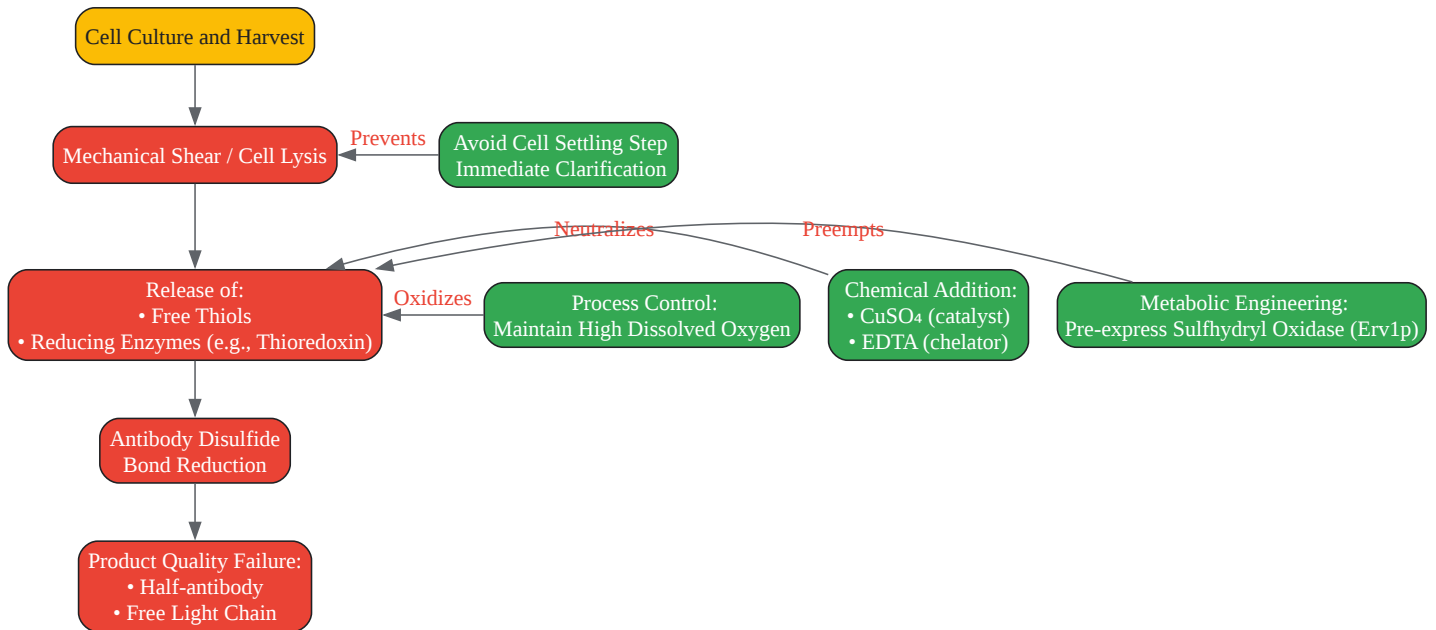 Cell Culture and Harvest
Mechanical Shear / Cell Lysis
Prevents
Avoid Cell Settling Step
Immediate Clarification
Neutralizes
Preempts
Release of:
• Free Thiols
• Reducing Enzymes (e.g., Thioredoxin)
Oxidizes
Process Control:
Maintain High Dissolved Oxygen
Chemical Addition:
• CuSO₄ (catalyst)
• EDTA (chelator)
Metabolic Engineering:
Pre-express Sulfhydryl Oxidase (Erv1p)
Antibody Disulfide
Bond Reduction
Product Quality Failure:
• Half-antibody
• Free Light Chain